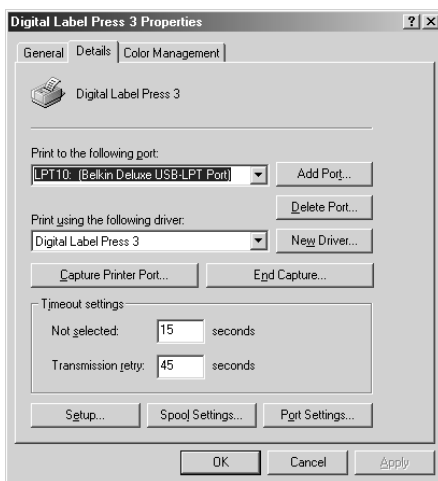 Digital Label Press 3 Properties
General Details Color Management
Digital Label Press 3
Print to the following port:
LPT10: (Belkin Deluxe USB-LPT Port)
Add Port...
Delete Port...
Print using the following driver:
Digital Label Press 3
New Driver...
Capture Printer Port... End Capture...
Timeout settings
Not selected: 15 seconds
Transmission retry: 45 seconds
Setup... Spool Settings... Port Settings...
OK Cancel Apply